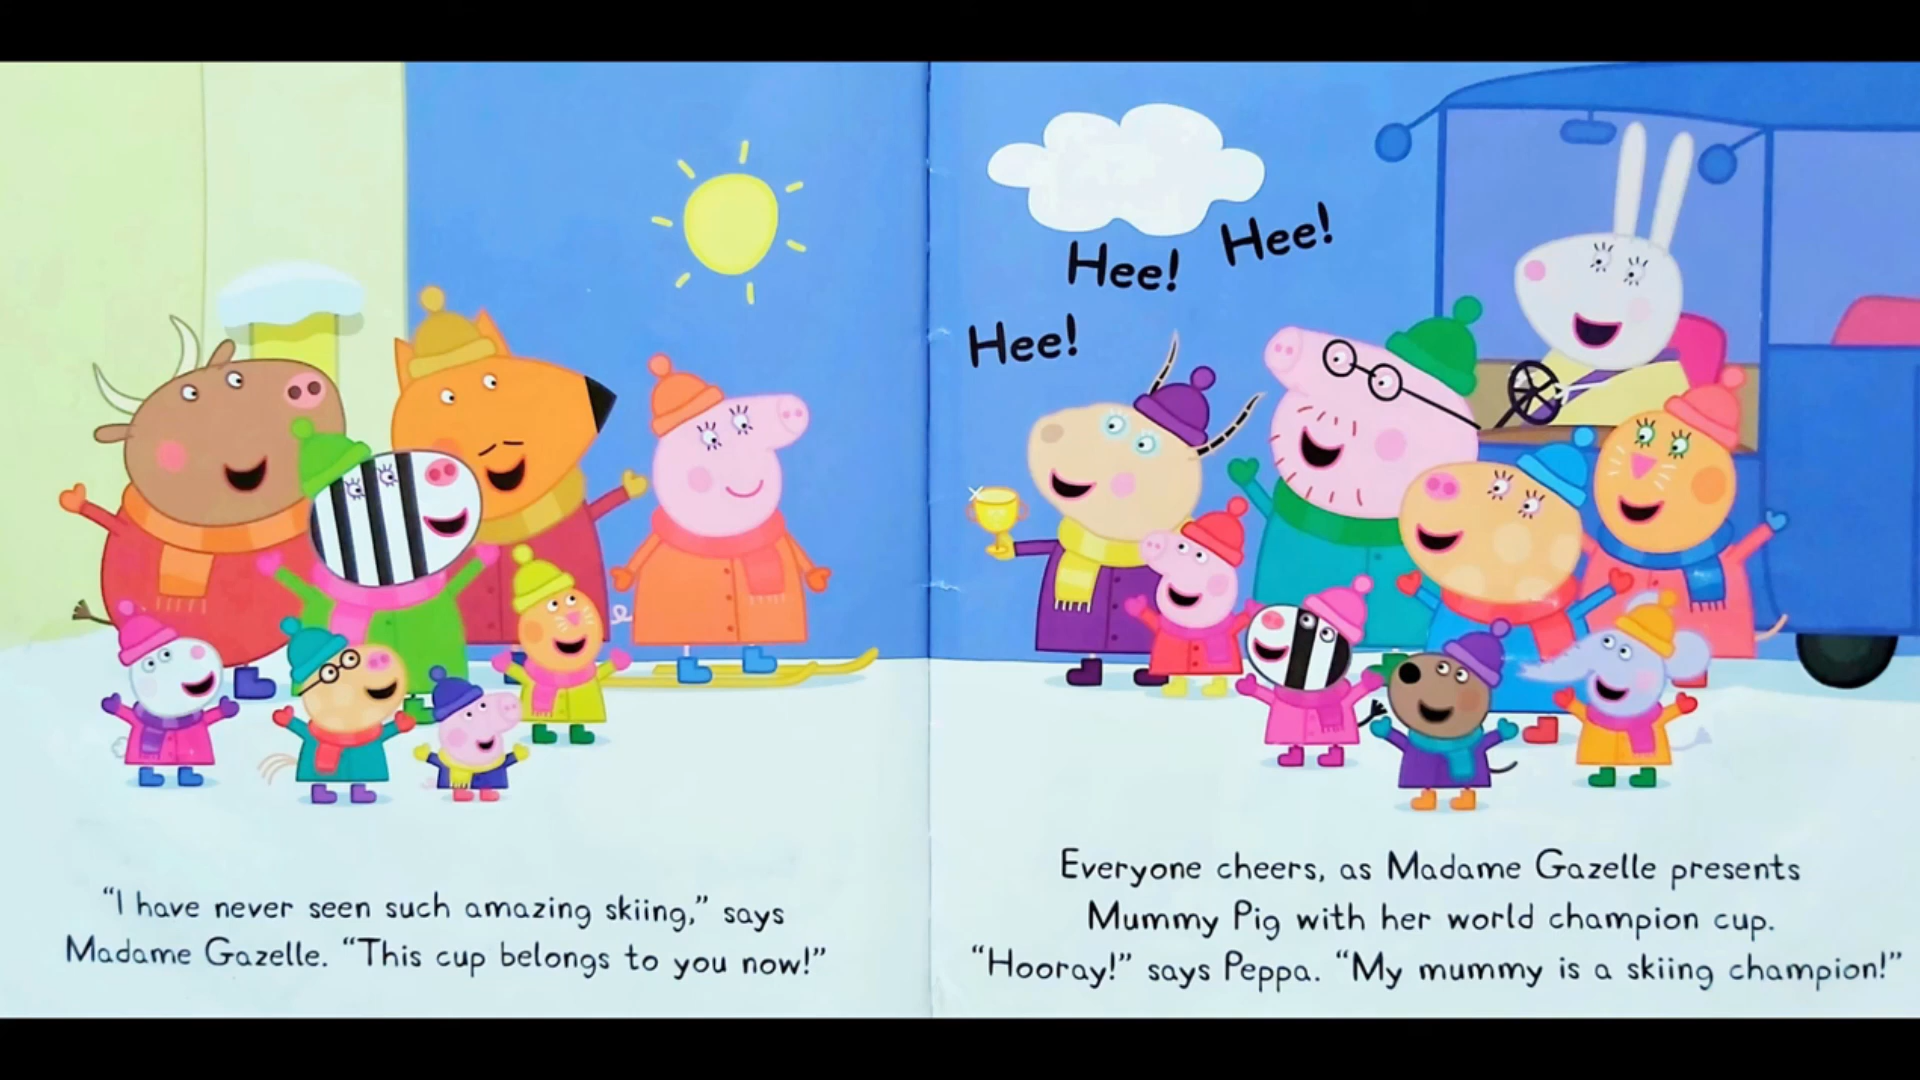 "I have never seen such amazing skiing," says
Madame Gazelle. "This cup belongs to you now!"
Hee!
Hee!
Hee!
Everyone cheers, as Madame Gazelle presents
Mummy Pig with her world champion cup.
"Hooray!" says Peppa. "My mummy is a skiing champion!"